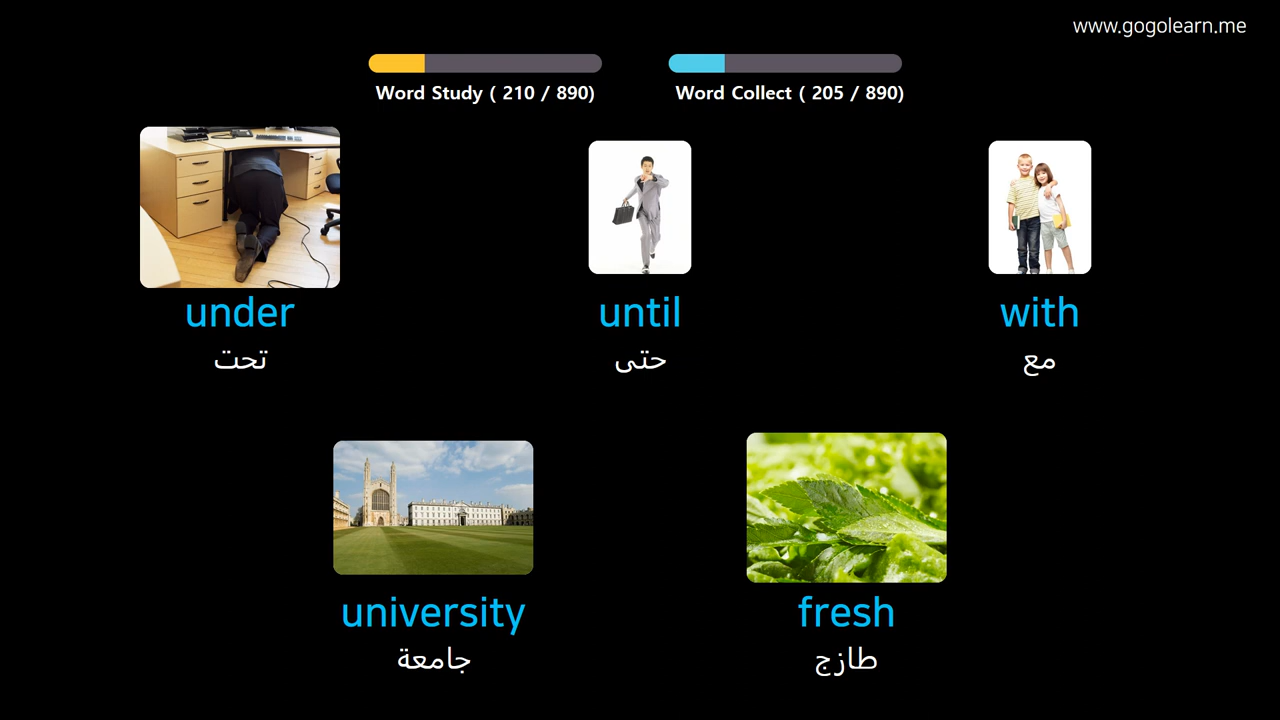 www.gogolearn.me
Word Study ( 210 / 890)
Word Collect ( 205 / 890)
under
تحت
until
حتى
with
مع
university
جامعة
fresh
طازج